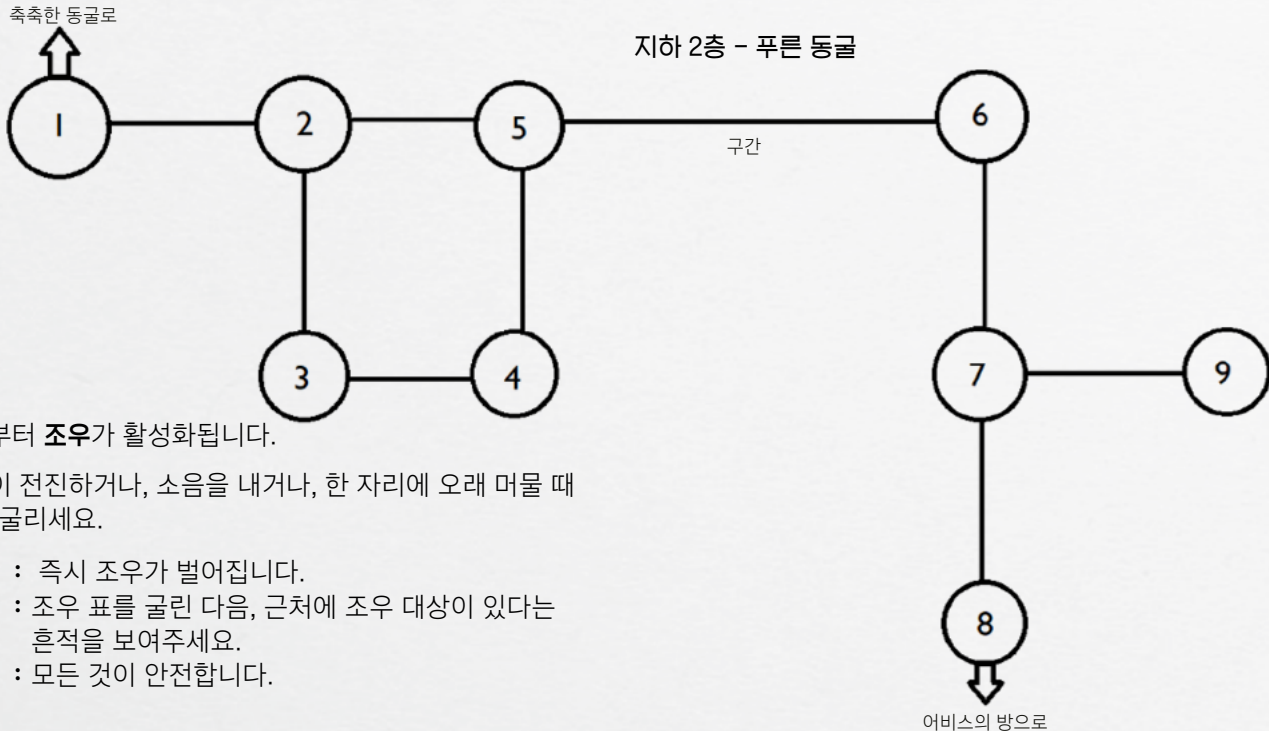 축축한 동굴로
지하 2층 - 푸른 동굴
1
2
5
6
구간
3
4
7
9
부터 조우가 활성화됩니다.
이 전진하거나, 소음을 내거나, 한 자리에 오래 머물 때
굴리세요.
: 즉시 조우가 벌어집니다.
: 조우 표를 굴린 다음, 근처에 조우 대상이 있다는
흔적을 보여주세요.
: 모든 것이 안전합니다.
8
어비스의 방으로